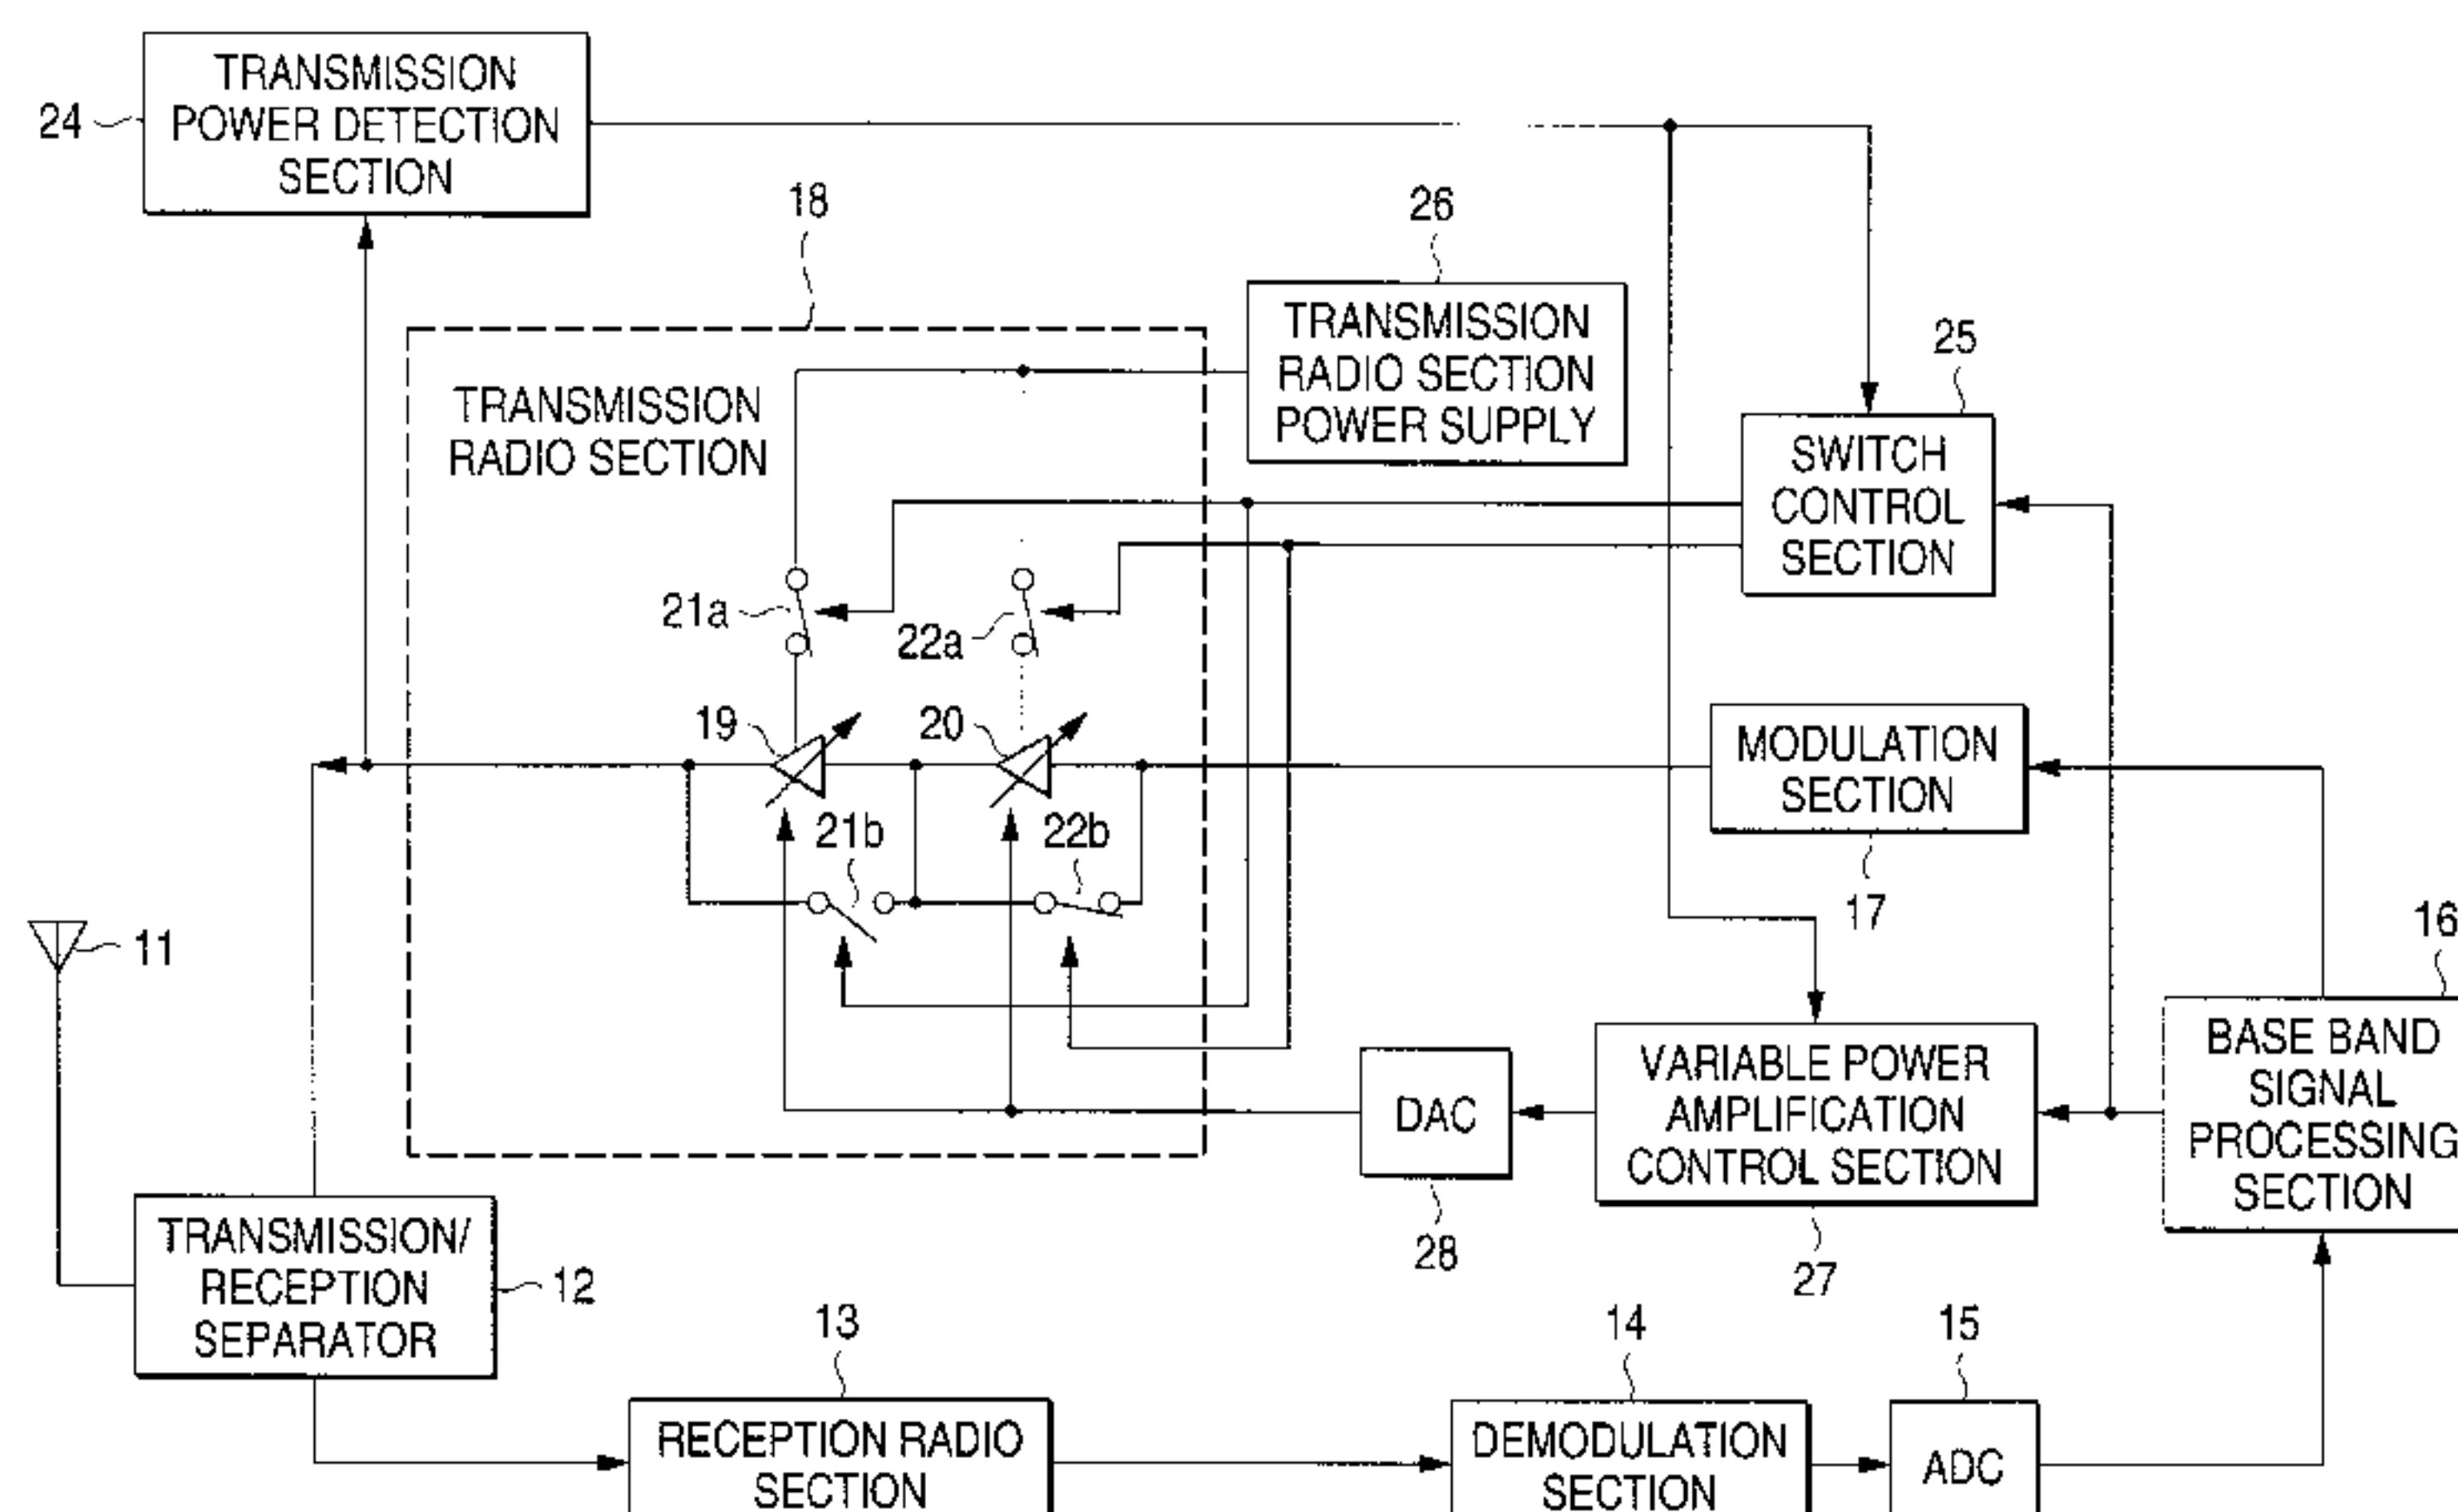 TRANSMISSION
POWER DETECTION
SECTION
24
18
26
TRANSMISSION
RADIO SECTION
POWER SUPPLY
25
SWITCH
CONTROL
SECTION
TRANSMISSION
RADIO SECTION
21a
22a
19
20
MODULATION
SECTION
17
21b
22b
11
16
BASE BAND
SIGNAL
PROCESSING
SECTION
VARIABLE POWER
AMPLIFICATION
CONTROL SECTION
27
DAC
28
TRANSMISSION/
RECEPTION
SEPARATOR
12
13
RECEPTION RADIO
SECTION
14
DEMODULATION
SECTION
15
ADC